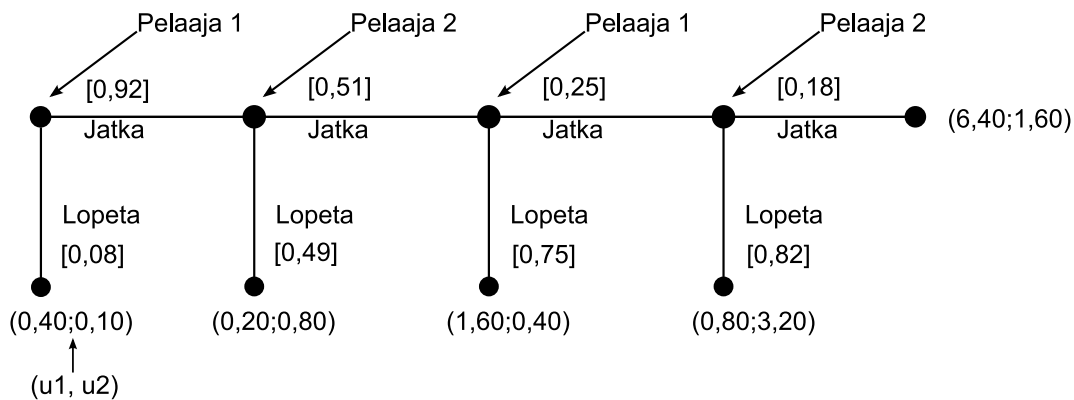 Pelaaja 1 Pelaaja 2 Pelaaja 1 Pelaaja 2
[0,92] [0,51] [0,25] [0,18]
Jatka Jatka Jatka Jatka (6,40;1,60)
Lopeta Lopeta Lopeta Lopeta
[0,08] [0,49] [0,75] [0,82]
(0,40;0,10) (0,20;0,80) (1,60;0,40) (0,80;3,20)
(u1, u2)